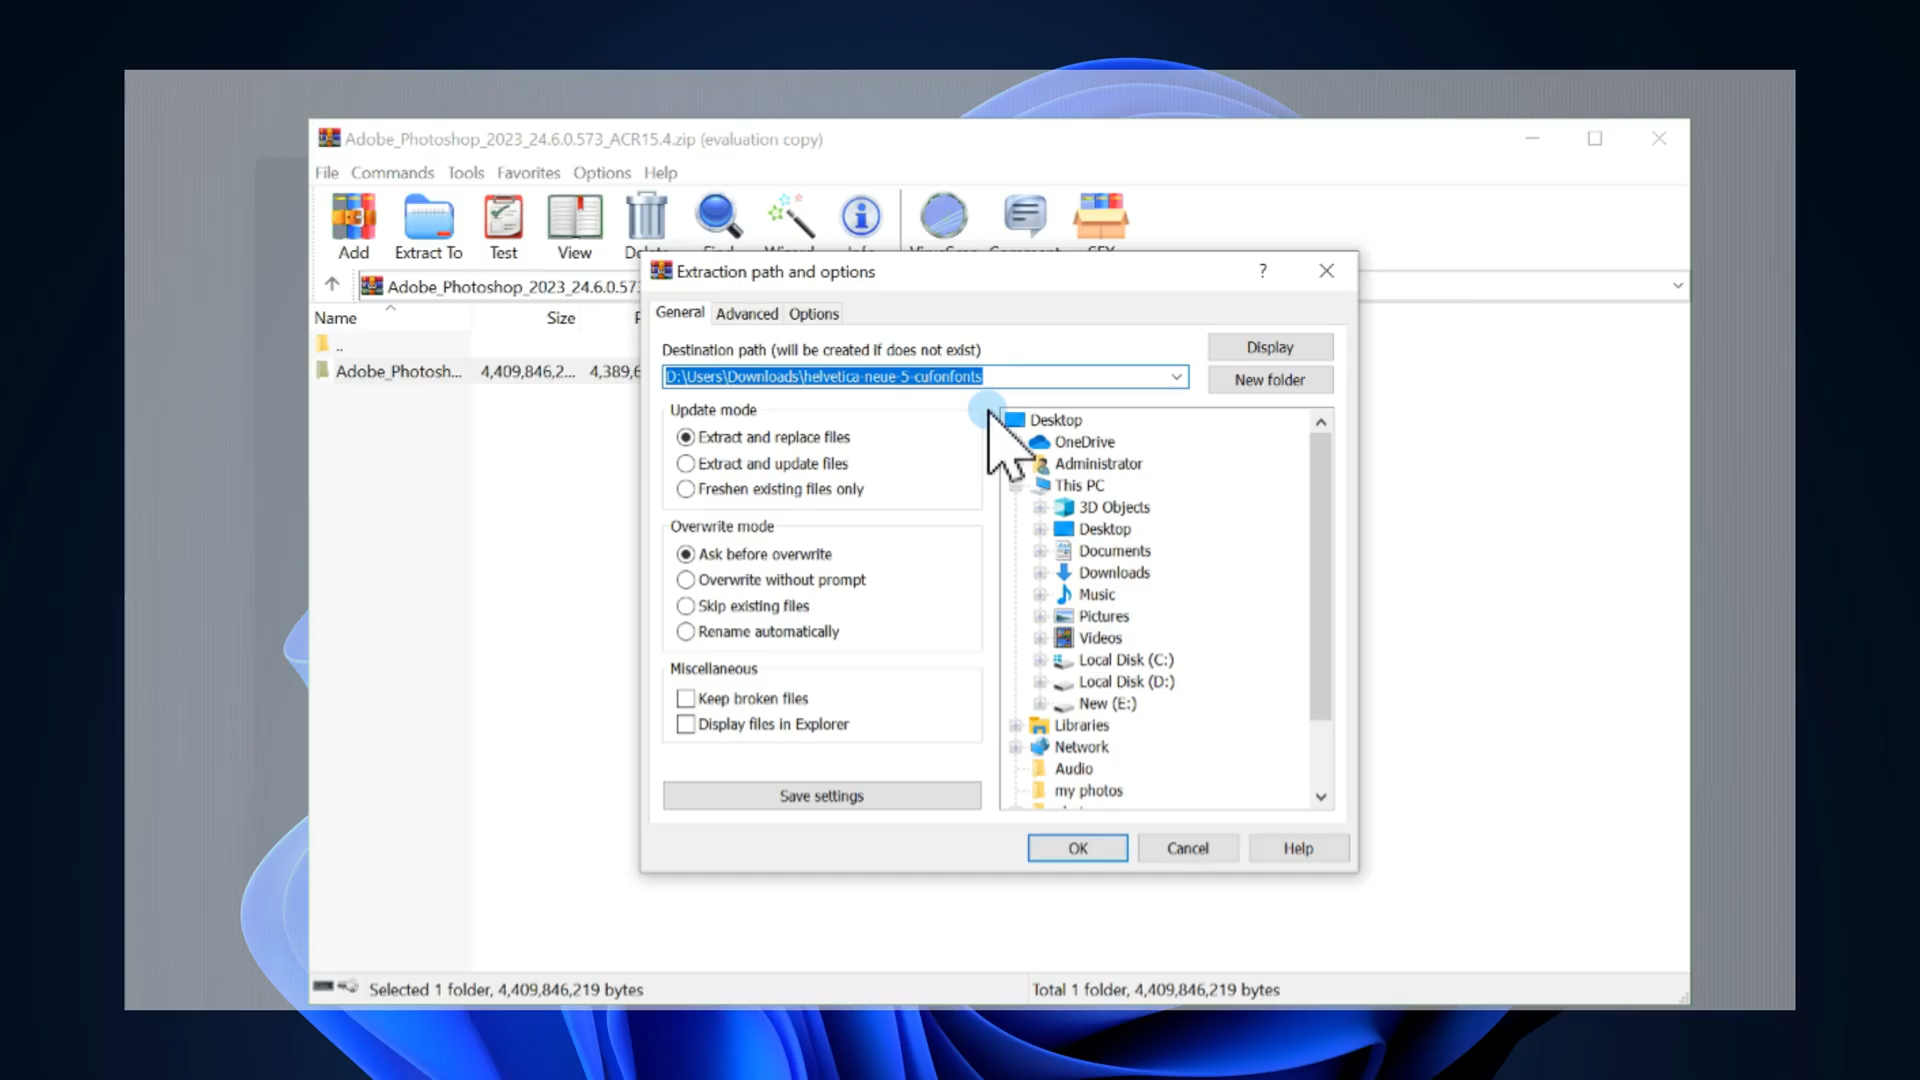 Adobe_Photoshop_2023_24.6.0.573_ACR15.4.zip (evaluation copy)
File Commands Tools Favorites Options Help
Add Extract To Test View
Adobe_Photoshop_2023_24.6.0.57
Name Size
..
Adobe_Photosh... 4,409,846,2... 4,389,6
Extraction path and options
?
General Advanced Options
Destination path (will be created if does not exist)
D:\Users\Downloads\helvetica-neue-5-cufonfonts
Display
New folder
Update mode
Extract and replace files
Extract and update files
Freshen existing files only
Overwrite mode
Ask before overwrite
Overwrite without prompt
Skip existing files
Rename automatically
Miscellaneous
Keep broken files
Display files in Explorer
Save settings
Desktop
OneDrive
Administrator
This PC
3D Objects
Desktop
Documents
Downloads
Music
Pictures
Videos
Local Disk (C:)
Local Disk (D:)
New (E:)
Libraries
Network
Audio
my photos
OK Cancel Help
Selected 1 folder, 4,409,846,219 bytes
Total 1 folder, 4,409,846,219 bytes